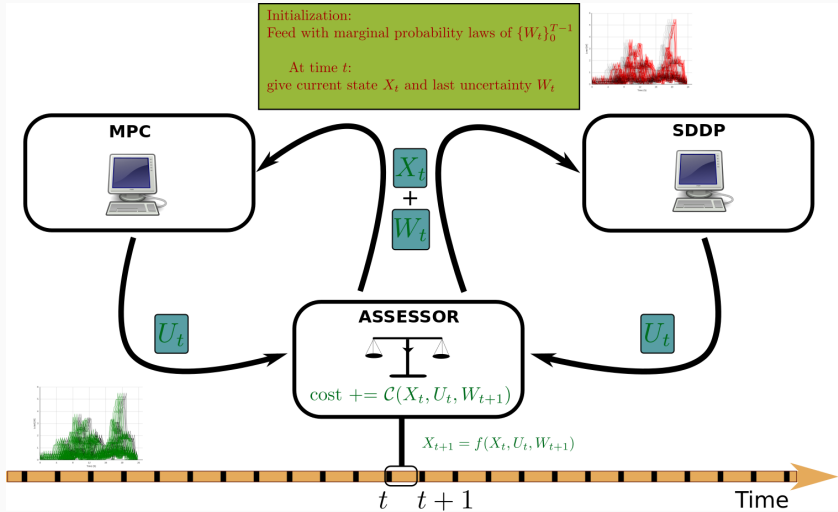 Initialization:
Feed with marginal probability laws of $\{W_t\}_0^{T-1}$
At time $t$:
give current state $X_t$ and last uncertainty $W_t$
MPC
SDDP
$X_t$
+
$W_t$
$U_t$
$U_t$
ASSESSOR
cost += $\mathcal{C}(X_t, U_t, W_{t+1})$
$X_{t+1} = f(X_t, U_t, W_{t+1})$
$t$
$t+1$
Time